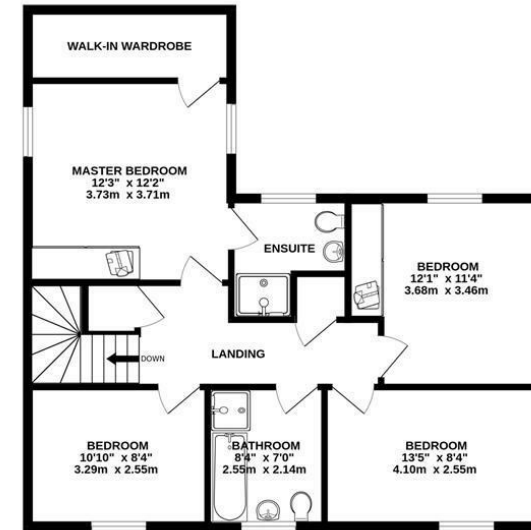 WALK-IN WARDROBE
MASTER BEDROOM
12'3" x 12'2"
3.73m x 3.71m
ENSUITE
BEDROOM
12'1" x 11'4"
3.68m x 3.46m
LANDING
DOWN
BEDROOM
10'10" x 8'4"
3.29m x 2.55m
BATHROOM
8'4" x 7'0"
2.55m x 2.14m
BEDROOM
13'5" x 8'4"
4.10m x 2.55m